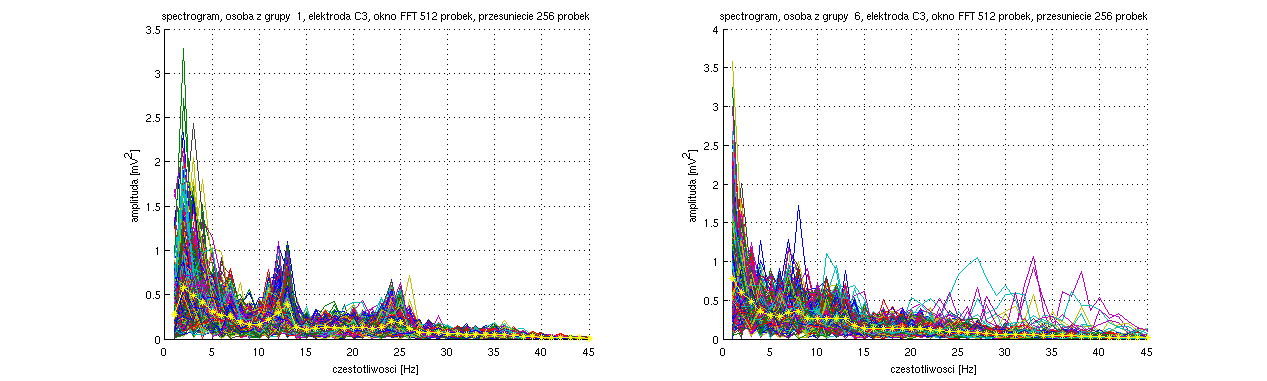 spectrogram, osoba z grupy 1, elektroda C3, okno FFT 512 probek, przesuniecie 256 probek
3.5
3
2.5
2
1.5
1
0.5
0
amplituda [mV2]
0 5 10 15 20 25 30 35 40 45
czestotliwosci [Hz]
spectrogram, osoba z grupy 6, elektroda C3, okno FFT 512 probek, przesuniecie 256 probek
4
3.5
3
2.5
2
1.5
1
0.5
0
amplituda [mV2]
0 5 10 15 20 25 30 35 40 45
czestotliwosci [Hz]